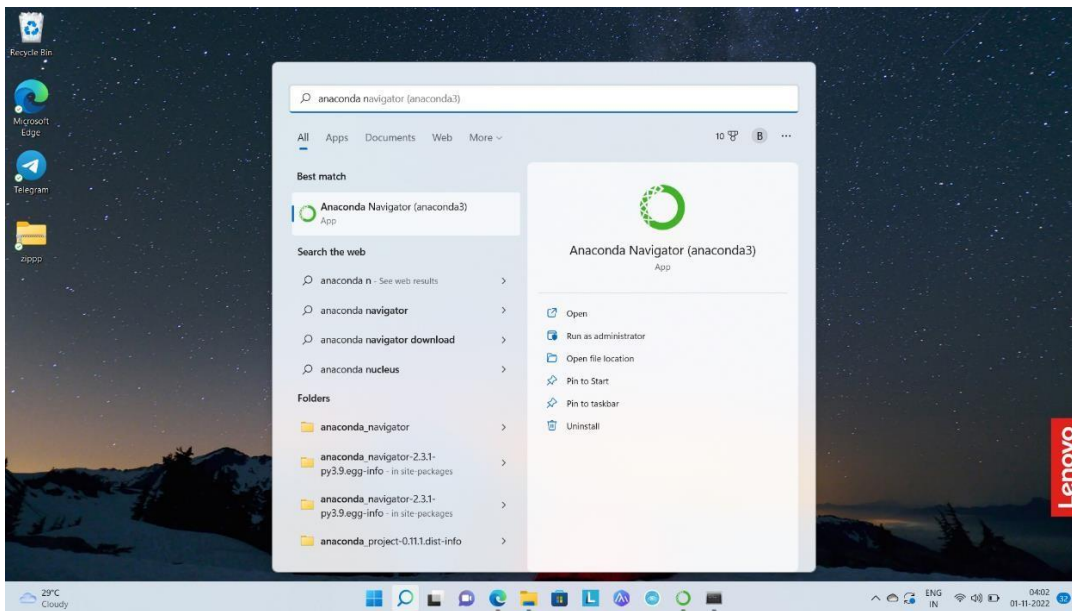 Recycle Bin
Microsoft
Edge
Telegram
zippp
anaconda navigator (anaconda3)
All Apps Documents Web More
10 B ...
Best match
Anaconda Navigator (anaconda3)
App
Search the web
anaconda n - See web results
anaconda navigator
anaconda navigator download
anaconda nucleus
Folders
anaconda_navigator
anaconda_navigator-2.3.1-
py3.9.egg-info - in site-packages
anaconda_navigator-2.3.1-
py3.9.egg-info - in site-packages
anaconda_project-0.11.1.dist-info
Anaconda Navigator (anaconda3)
App
Open
Run as administrator
Open file location
Pin to Start
Pin to taskbar
Uninstall
Lenovo
29°C
Cloudy
L
ENG
IN
04:02
01-11-2022
32